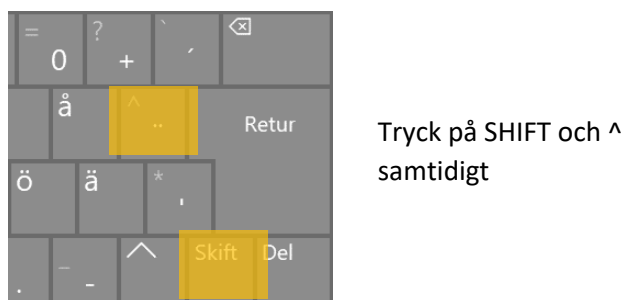 = ? ` ⌫
0 + ´
å ^ ¨ Retur
ö ä * '
. _ - ^ Skift Del
Tryck på SHIFT och ^
samtidigt